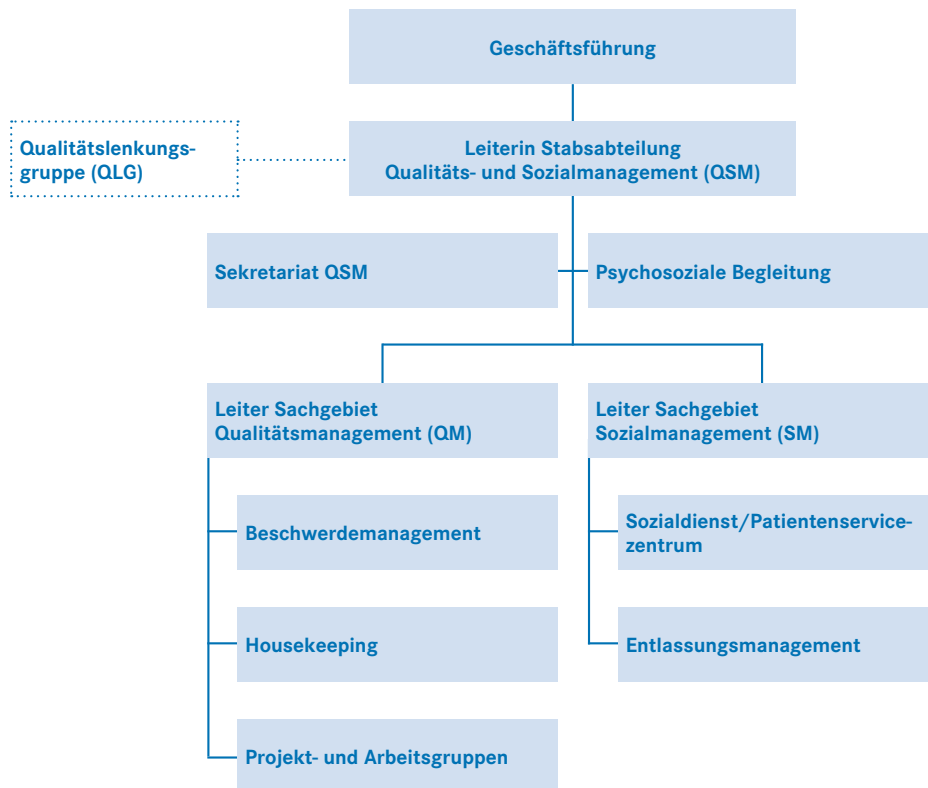 Geschäftsführung
Qualitätslenkungs-
gruppe (QLG)
Leiterin Stabsabteilung
Qualitäts- und Sozialmanagement (QSM)
Sekretariat QSM
Psychosoziale Begleitung
Leiter Sachgebiet
Qualitätsmanagement (QM)
Leiter Sachgebiet
Sozialmanagement (SM)
Beschwerdemanagement
Sozialdienst/Patientenservice-
zentrum
Housekeeping
Entlassungsmanagement
Projekt- und Arbeitsgruppen